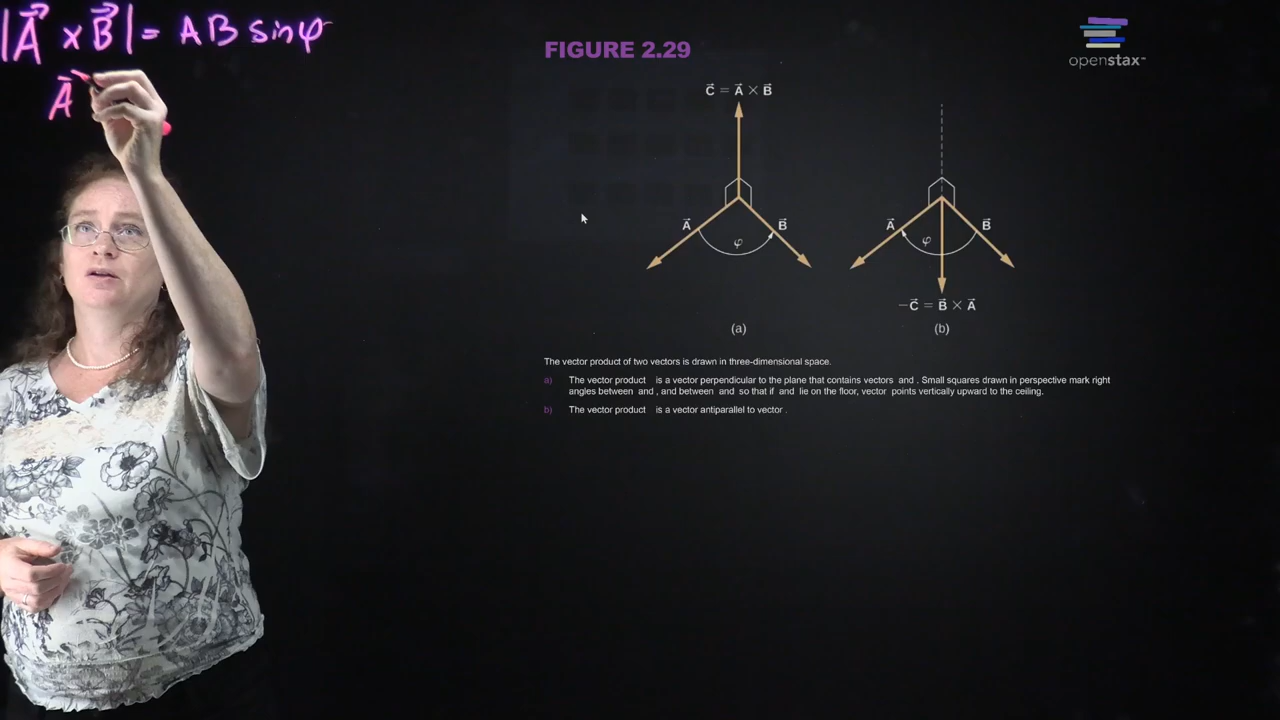 |A⃗ × B⃗| = AB sinφ
A⃗
FIGURE 2.29
openstax™
C⃗ = A⃗ × B⃗
A⃗ B⃗ φ
A⃗ B⃗ φ
−C⃗ = B⃗ × A⃗
(a) (b)
The vector product of two vectors is drawn in three-dimensional space.
a) The vector product is a vector perpendicular to the plane that contains vectors and . Small squares drawn in perspective mark right
angles between and , and between and so that if and lie on the floor, vector points vertically upward to the ceiling.
b) The vector product is a vector antiparallel to vector .